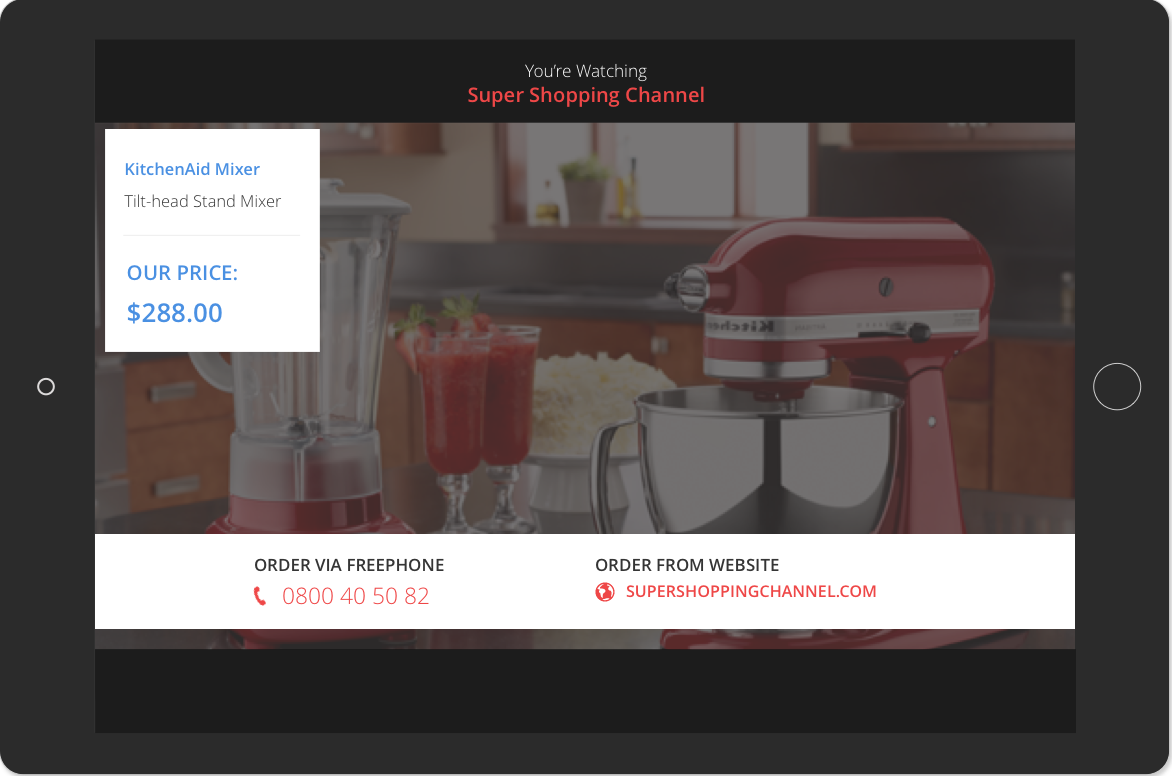 You’re Watching
Super Shopping Channel
KitchenAid Mixer
Tilt-head Stand Mixer
OUR PRICE:
$288.00
ORDER VIA FREEPHONE
0800 40 50 82
ORDER FROM WEBSITE
SUPERSHOPPINGCHANNEL.COM